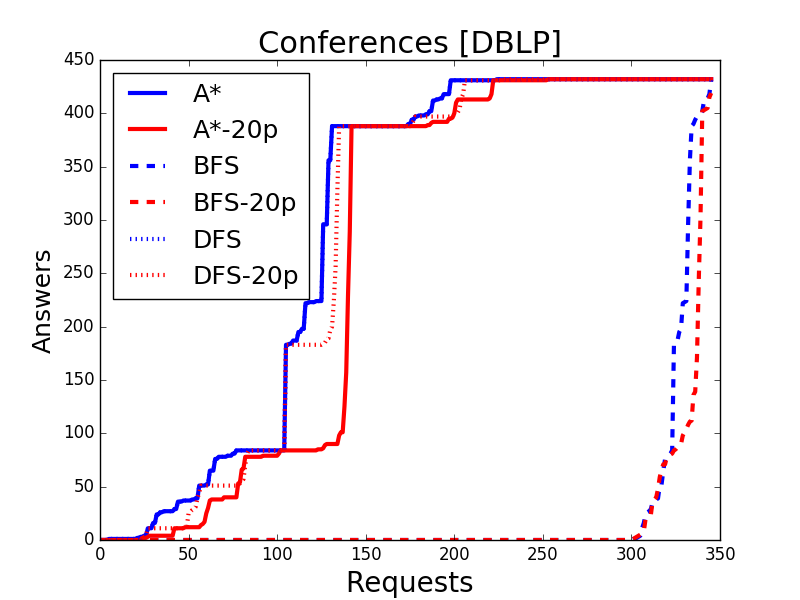 Conferences [DBLP]
450
400
350
300
250
200
150
100
50
0
Answers
A*
A*-20p
BFS
BFS-20p
DFS
DFS-20p
0 50 100 150 200 250 300 350
Requests